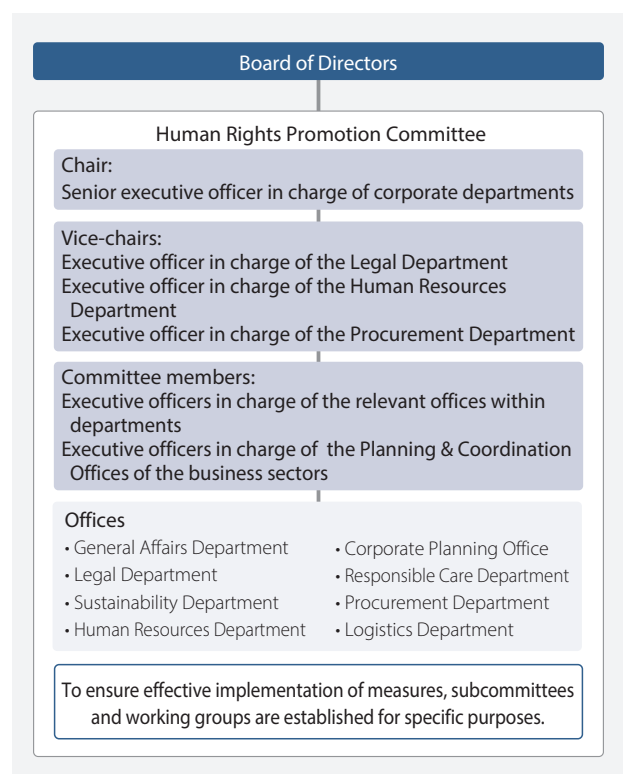 Board of Directors
Human Rights Promotion Committee
Chair:
Senior executive officer in charge of corporate departments
Vice-chairs:
Executive officer in charge of the Legal Department
Executive officer in charge of the Human Resources
Department
Executive officer in charge of the Procurement Department
Committee members:
Executive officers in charge of the relevant offices within
departments
Executive officers in charge of the Planning & Coordination
Offices of the business sectors
Offices
• General Affairs Department
• Legal Department
• Sustainability Department
• Human Resources Department
• Corporate Planning Office
• Responsible Care Department
• Procurement Department
• Logistics Department
To ensure effective implementation of measures, subcommittees
and working groups are established for specific purposes.